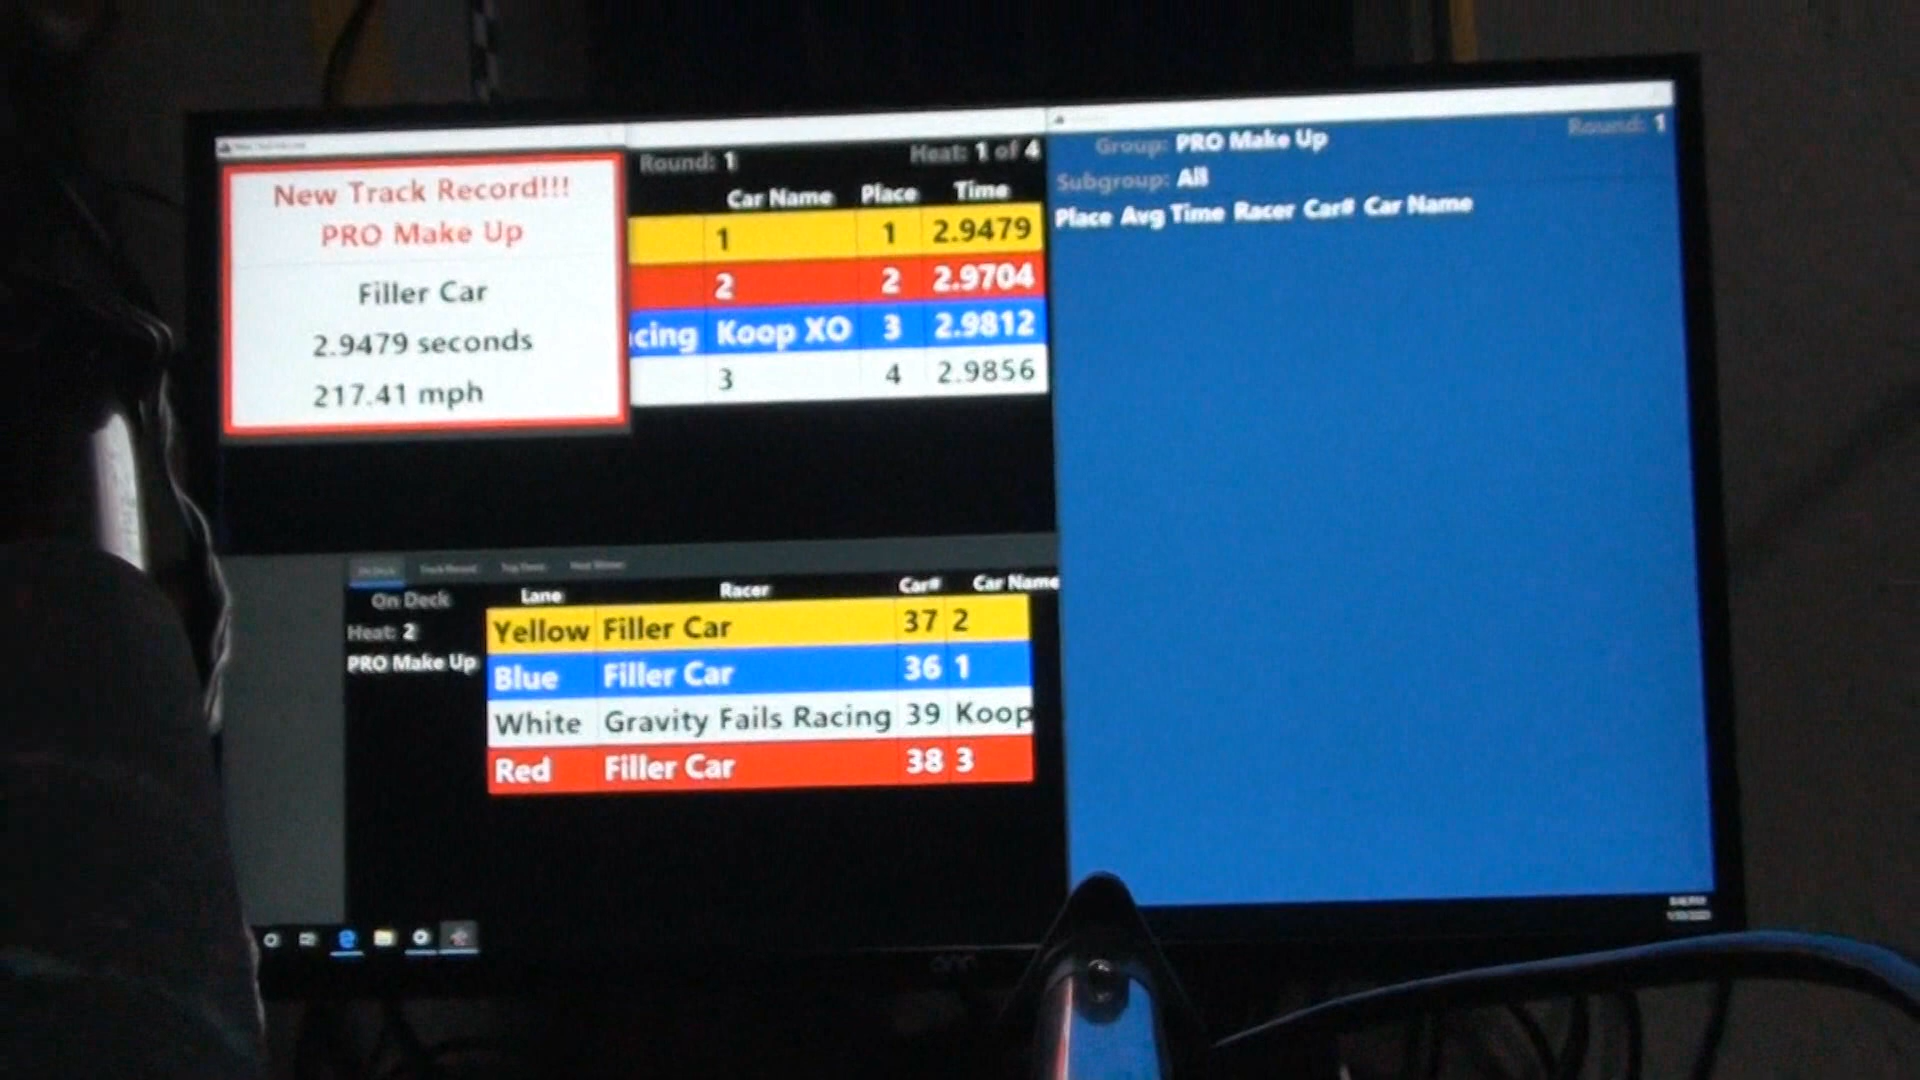 New Track Record!!!
PRO Make Up
Filler Car
2.9479 seconds
217.41 mph
Round: 1 Heat: 1 of 4
Car Name Place Time
1 1 2.9479
2 2 2.9704
cing Koop XO 3 2.9812
3 4 2.9856
Round: 1
Group: PRO Make Up
Subgroup: All
Place Avg Time Racer Car# Car Name
On Deck
On Deck
Heat: 2
PRO Make Up
Lane Racer Car# Car Name
Yellow Filler Car 37 2
Blue Filler Car 36 1
White Gravity Fails Racing 39 Koop
Red Filler Car 38 3
onn